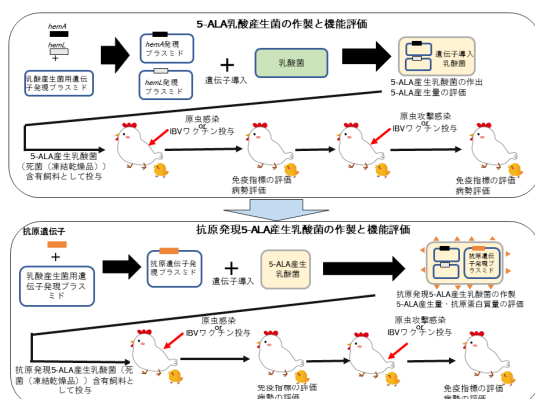 5-ALA乳酸産生菌の作製と機能評価
hemA
hemL
+
乳酸産生菌用遺伝
子発現プラスミド
hemA発現
プラスミド
hemL発現
プラスミド
+
遺伝子導入
乳酸菌
遺伝子導入
乳酸菌
5-ALA産生乳酸菌の作出
5-ALA産生量の評価
5-ALA産生乳酸菌
(死菌(凍結乾燥品))
含有飼料として投与
原虫感染
or
IBVワクチン投与
免疫指標の評価
病勢評価
原虫攻撃感染
or
IBVワクチン投与
免疫指標の評価
病勢評価
抗原発現5-ALA産生乳酸菌の作製と機能評価
抗原遺伝子
+
乳酸産生菌用遺
伝子発現プラス
ミド
抗原遺伝子発
現プラスミド
+
遺伝子導入
5-ALA産生
乳酸菌
抗原遺伝
子発現プ
ラスミド
抗原発現5-ALA産生乳酸菌の作製
5-ALA産生量・抗原蛋白質量の評価
抗原発現5-ALA産生乳酸菌(死
菌(凍結乾燥品))含有飼料とし
て投与
原虫感染
or
IBVワクチン投与
免疫指標の評価
病勢の評価
原虫攻撃感染
or
IBVワクチン投与
免疫指標の評価
病勢の評価